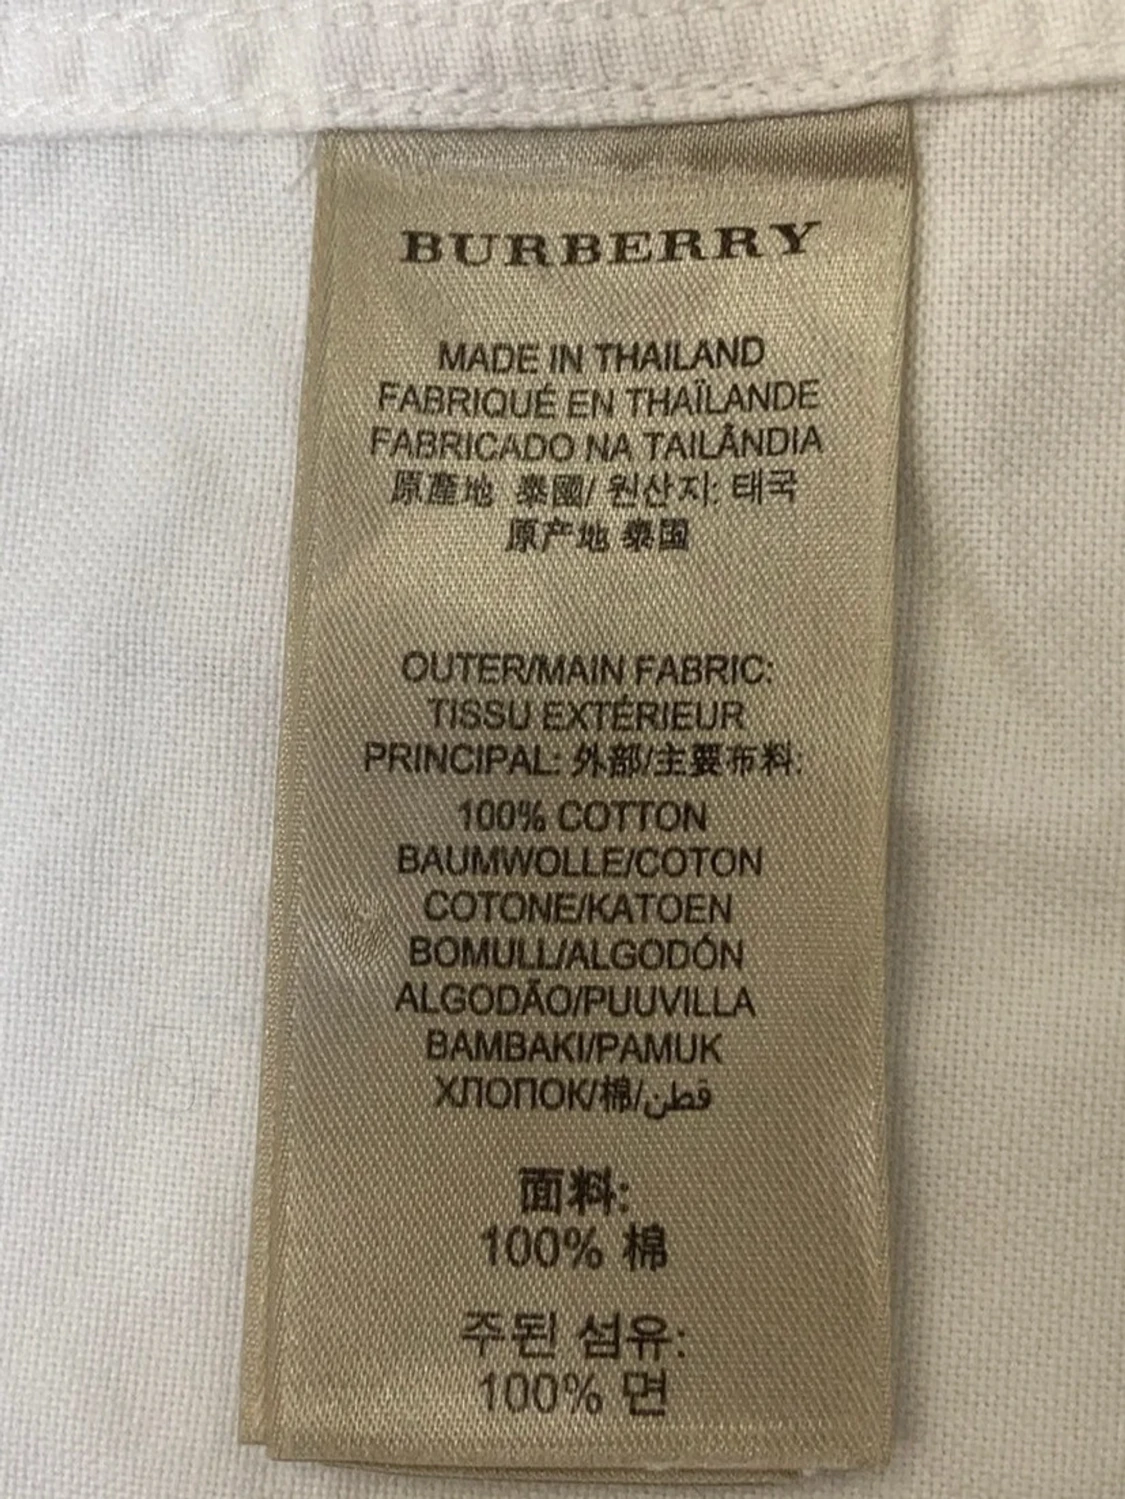 BURBERRY
MADE IN THAILAND
FABRIQUÉ EN THAÏLANDE
FABRICADO NA TAILÂNDIA
原產地 泰國/ 원산지: 태국
原产地 泰国
OUTER/MAIN FABRIC:
TISSU EXTÉRIEUR
PRINCIPAL: 外部/主要布料:
100% COTTON
BAUMWOLLE/COTON
COTONE/KATOEN
BOMULL/ALGODÓN
ALGODÃO/PUUVILLA
BAMBAKI/PAMUK
ХЛОПОК/棉/قطن
面料:
100% 棉
주된 섬유:
100% 면